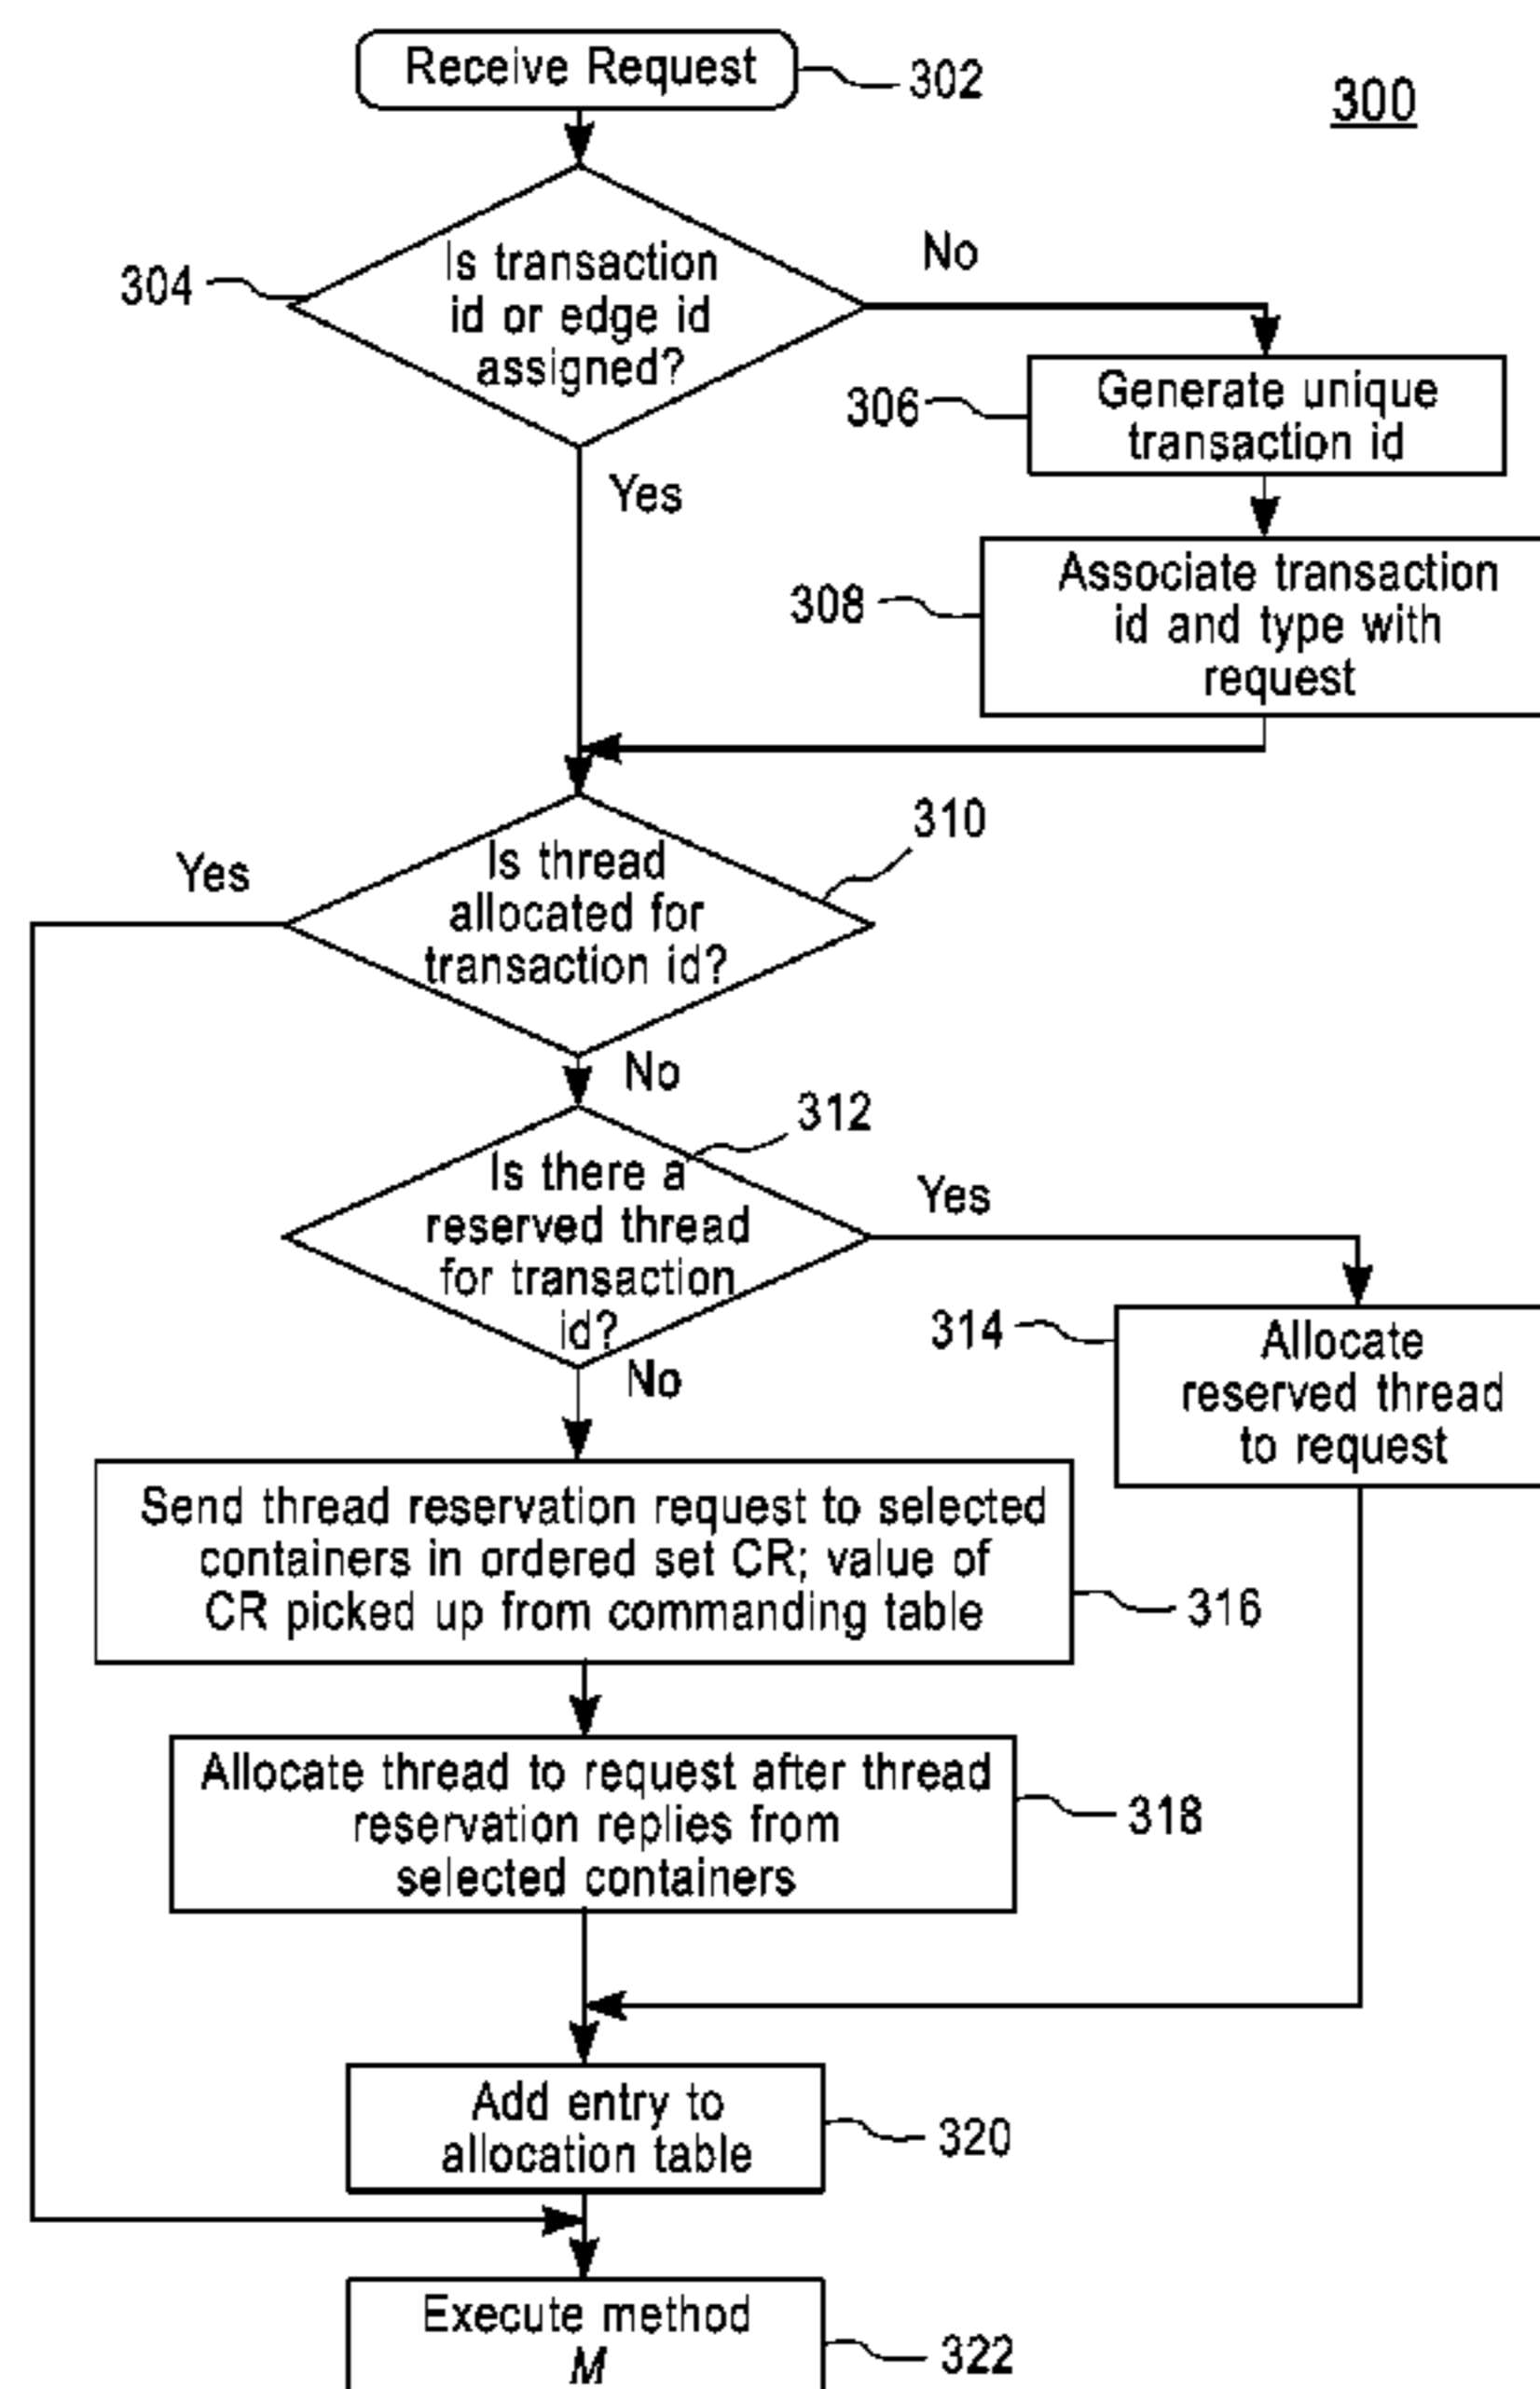 Receive Request
302
300
304
Is transaction
id or edge id
assigned?
No
306
Generate unique
transaction id
Yes
308
Associate transaction
id and type with
request
310
Yes
Is thread
allocated for
transaction id?
No
312
Is there a
reserved thread
for transaction
id?
Yes
314
Allocate
reserved thread
to request
No
Send thread reservation request to selected
containers in ordered set CR; value of
CR picked up from commanding table
316
Allocate thread to request after thread
reservation replies from
selected containers
318
Add entry to
allocation table
320
Execute method
M
322